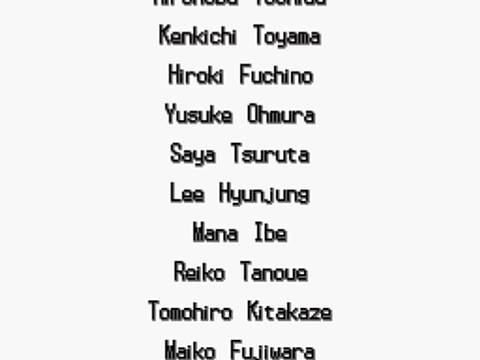 Kenkichi Toyama
Hiroki Fuchino
Yusuke Ohmura
Saya Tsuruta
Lee Hyunjung
Mana Ibe
Reiko Tanoue
Tomohiro Kitakaze
Maiko Fujiwara